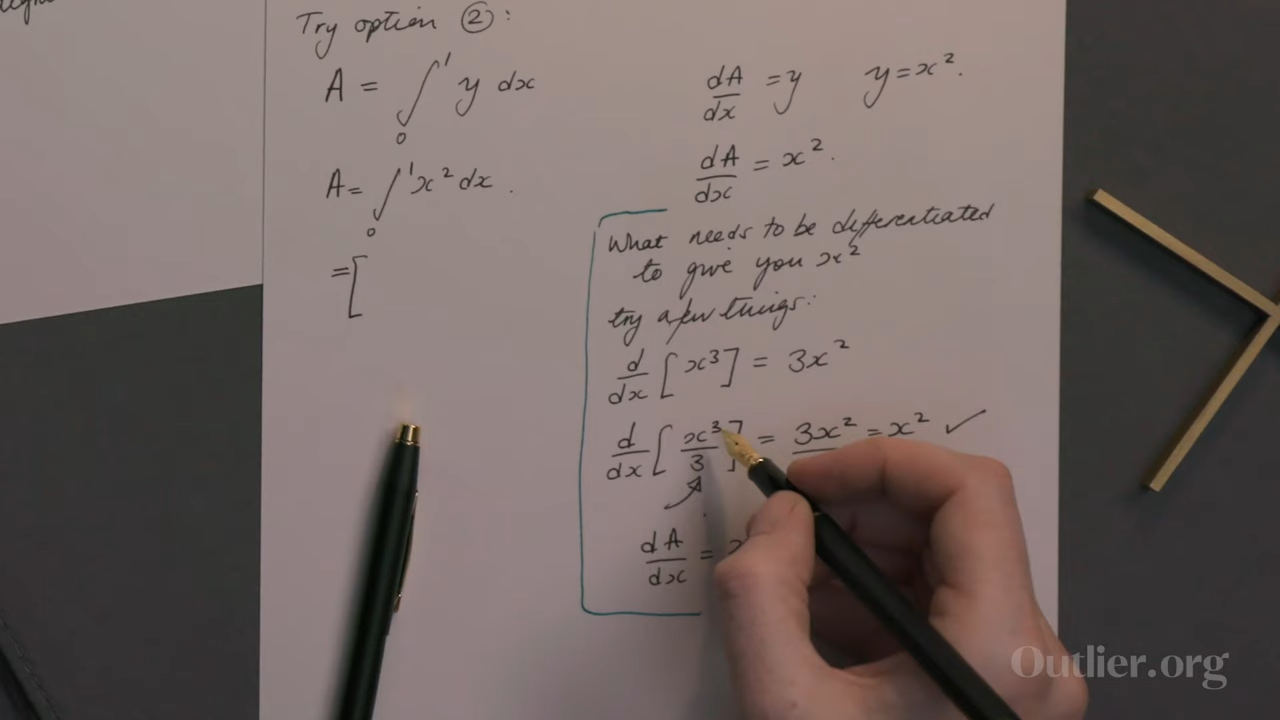 Try option ②:
A = ∫₀¹ y dx
dA/dx = y    y = x².
A = ∫₀¹ x² dx .
dA/dx = x².
What needs to be differentiated
to give you x²
= [
try a few things:
d/dx [x³] = 3x²
d/dx [x³/3] = 3x² = x² ✓
dA/dx =
Outlier.org